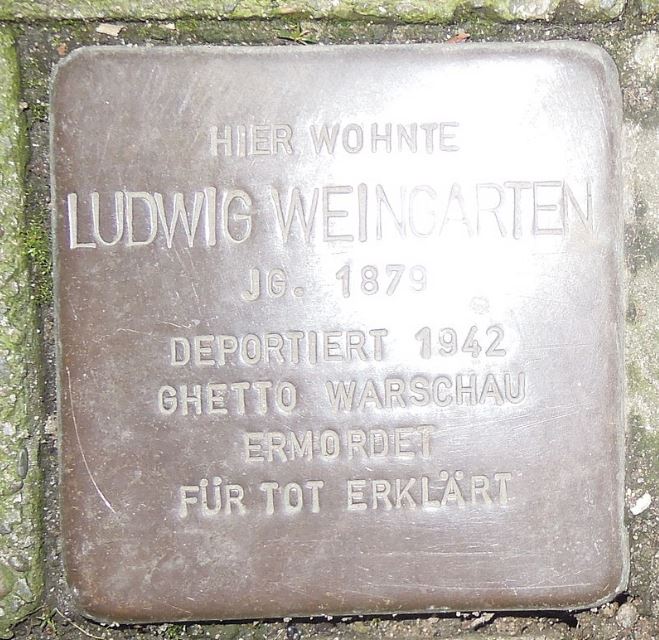 HIER WOHNTE
LUDWIG WEINGARTEN
JG. 1879
DEPORTIERT 1942
GHETTO WARSCHAU
ERMORDET
FÜR TOT ERKLÄRT